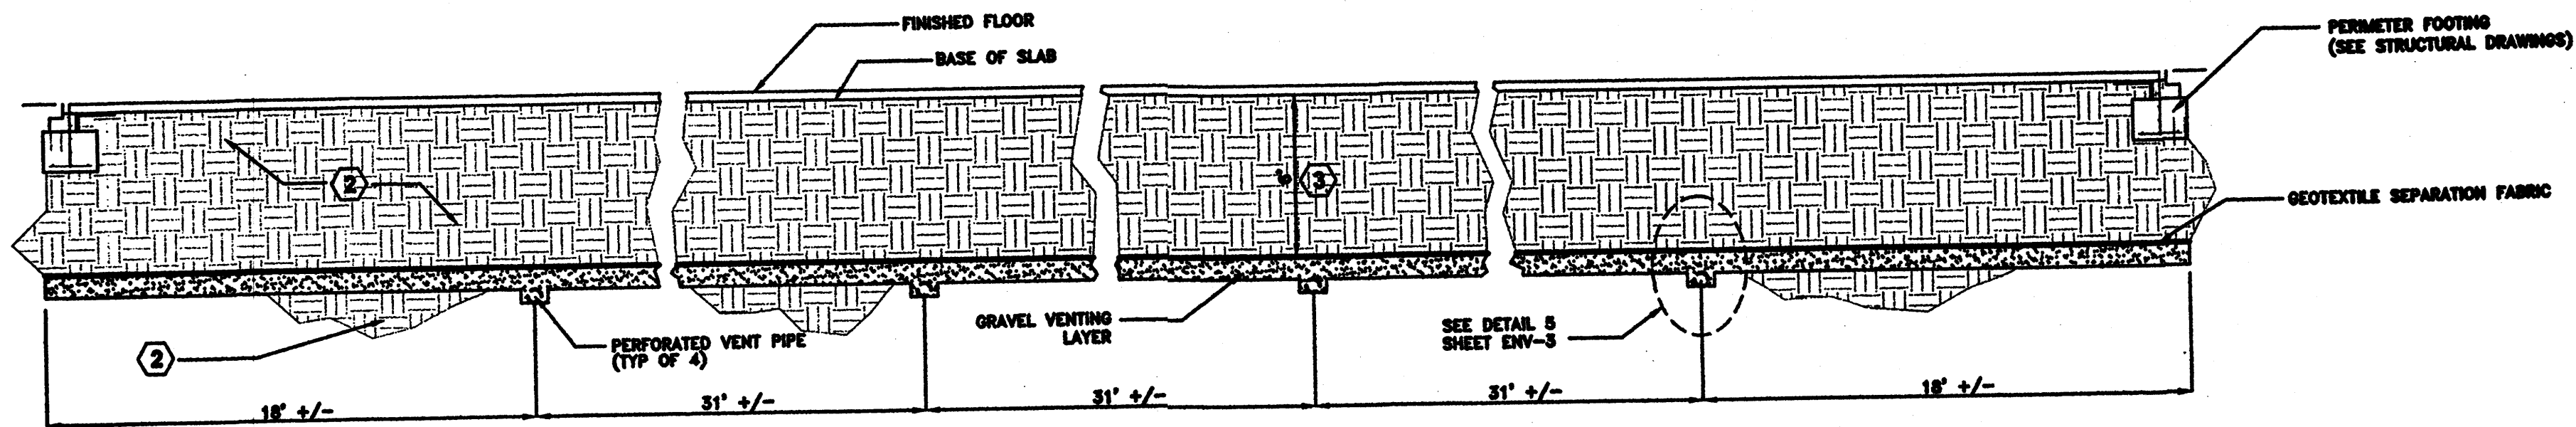 FINISHED FLOOR
BASE OF SLAB
PERIMETER FOOTING
(SEE STRUCTURAL DRAWINGS)
2
3
GEOTEXTILE SEPARATION FABRIC
2
PERFORATED VENT PIPE
(TYP OF 4)
GRAVEL VENTING
LAYER
SEE DETAIL 5
SHEET ENV-3
18' +/-
31' +/-
31' +/-
31' +/-
18' +/-